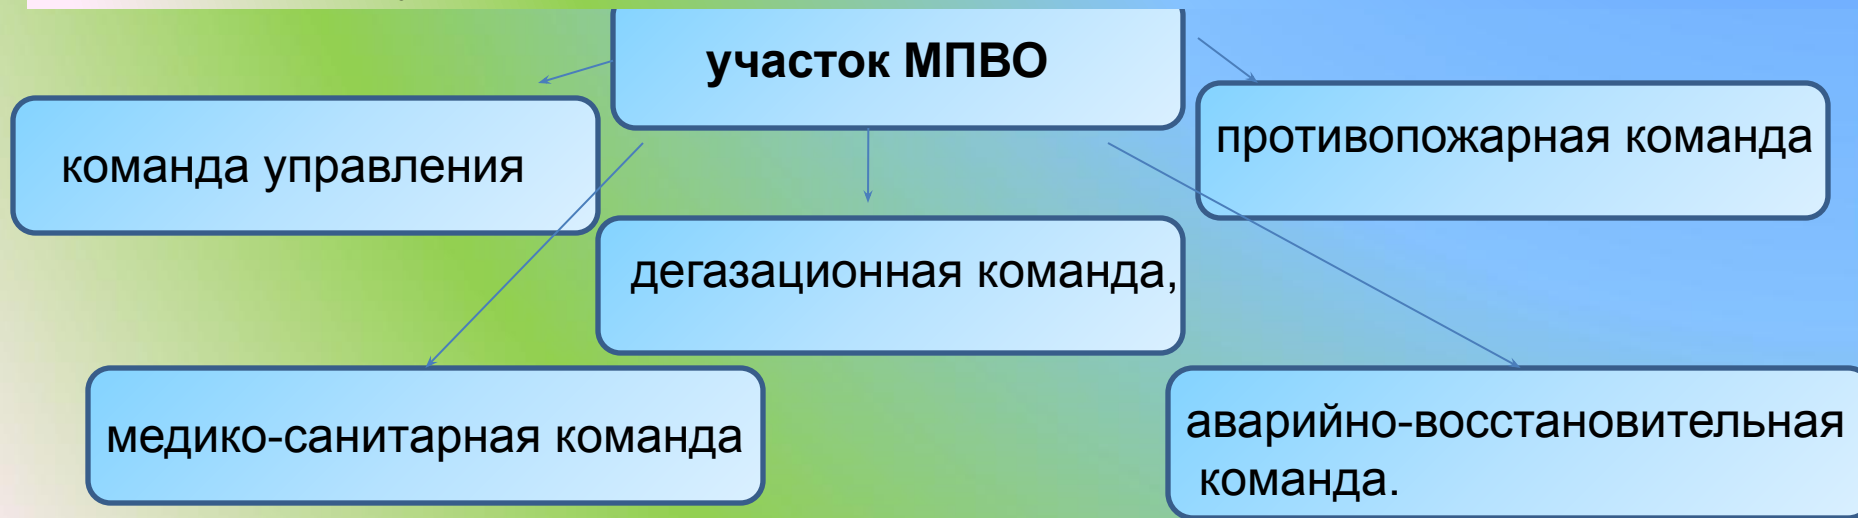 участок МПВО
команда управления
противопожарная команда
дегазационная команда,
медико-санитарная команда
аварийно-восстановительная
команда.